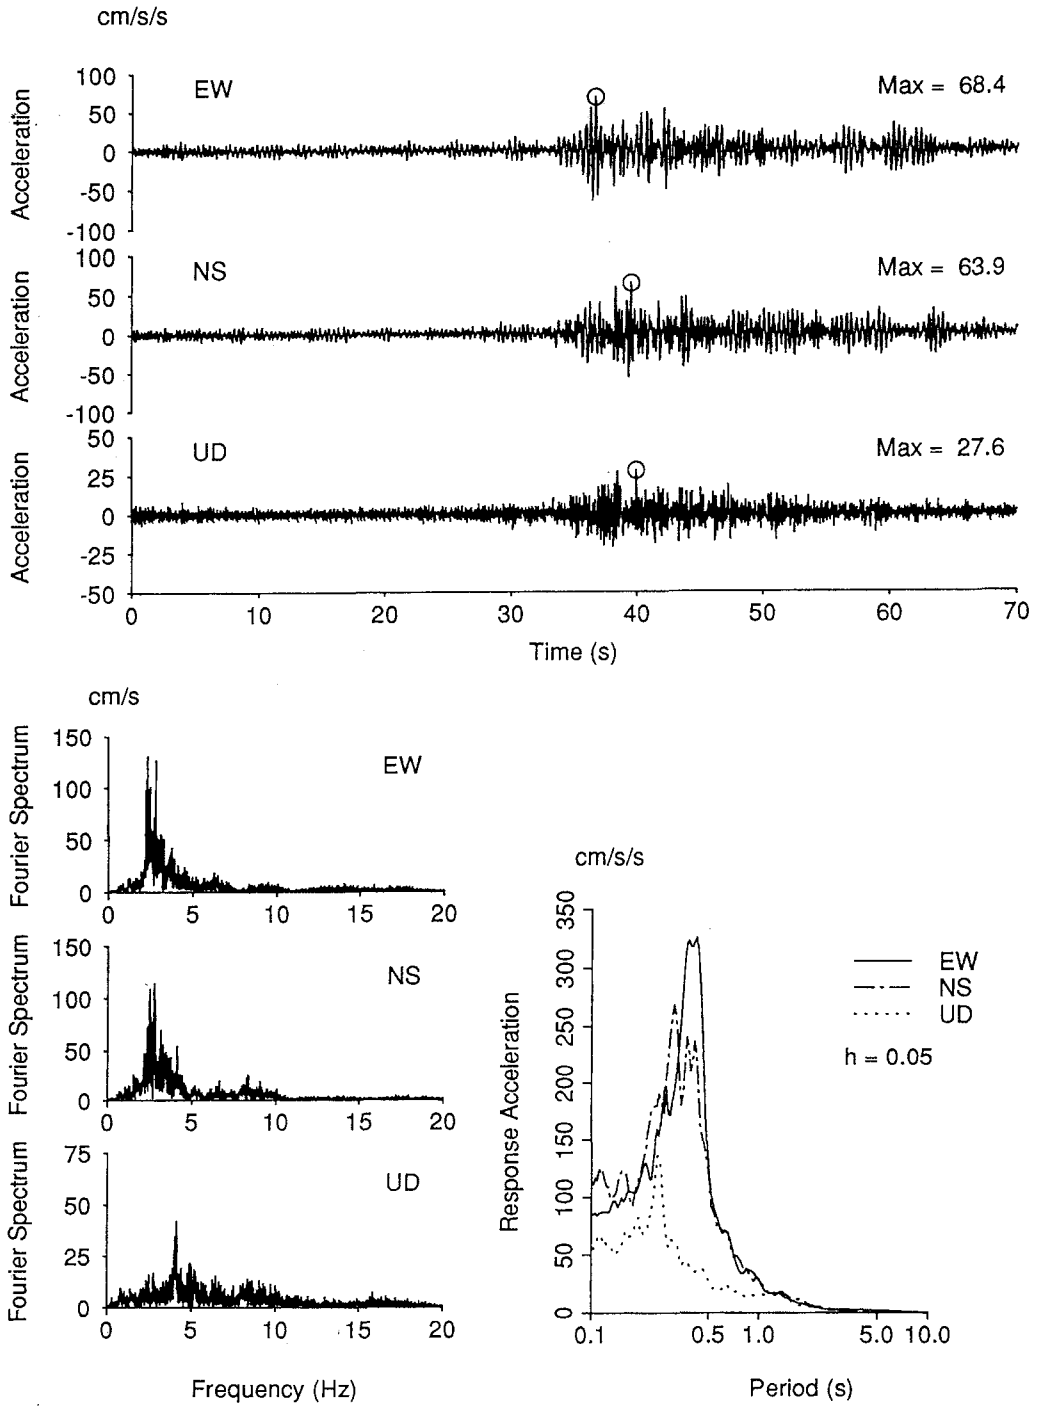 cm/s/s
Acceleration
100
50
0
-50
-100
EW
Max = 68.4
Acceleration
100
50
0
-50
-100
NS
Max = 63.9
Acceleration
50
25
0
-25
-50
UD
Max = 27.6
0 10 20 30 40 50 60 70
Time (s)
cm/s
Fourier Spectrum
150
100
50
0
EW
0 5 10 15 20
Fourier Spectrum
150
100
50
0
NS
0 5 10 15 20
Fourier Spectrum
75
50
25
0
UD
0 5 10 15 20
Frequency (Hz)
cm/s/s
Response Acceleration
350
300
250
200
150
100
50
0
EW
NS
UD
h = 0.05
0.1 0.5 1.0 5.0 10.0
Period (s)